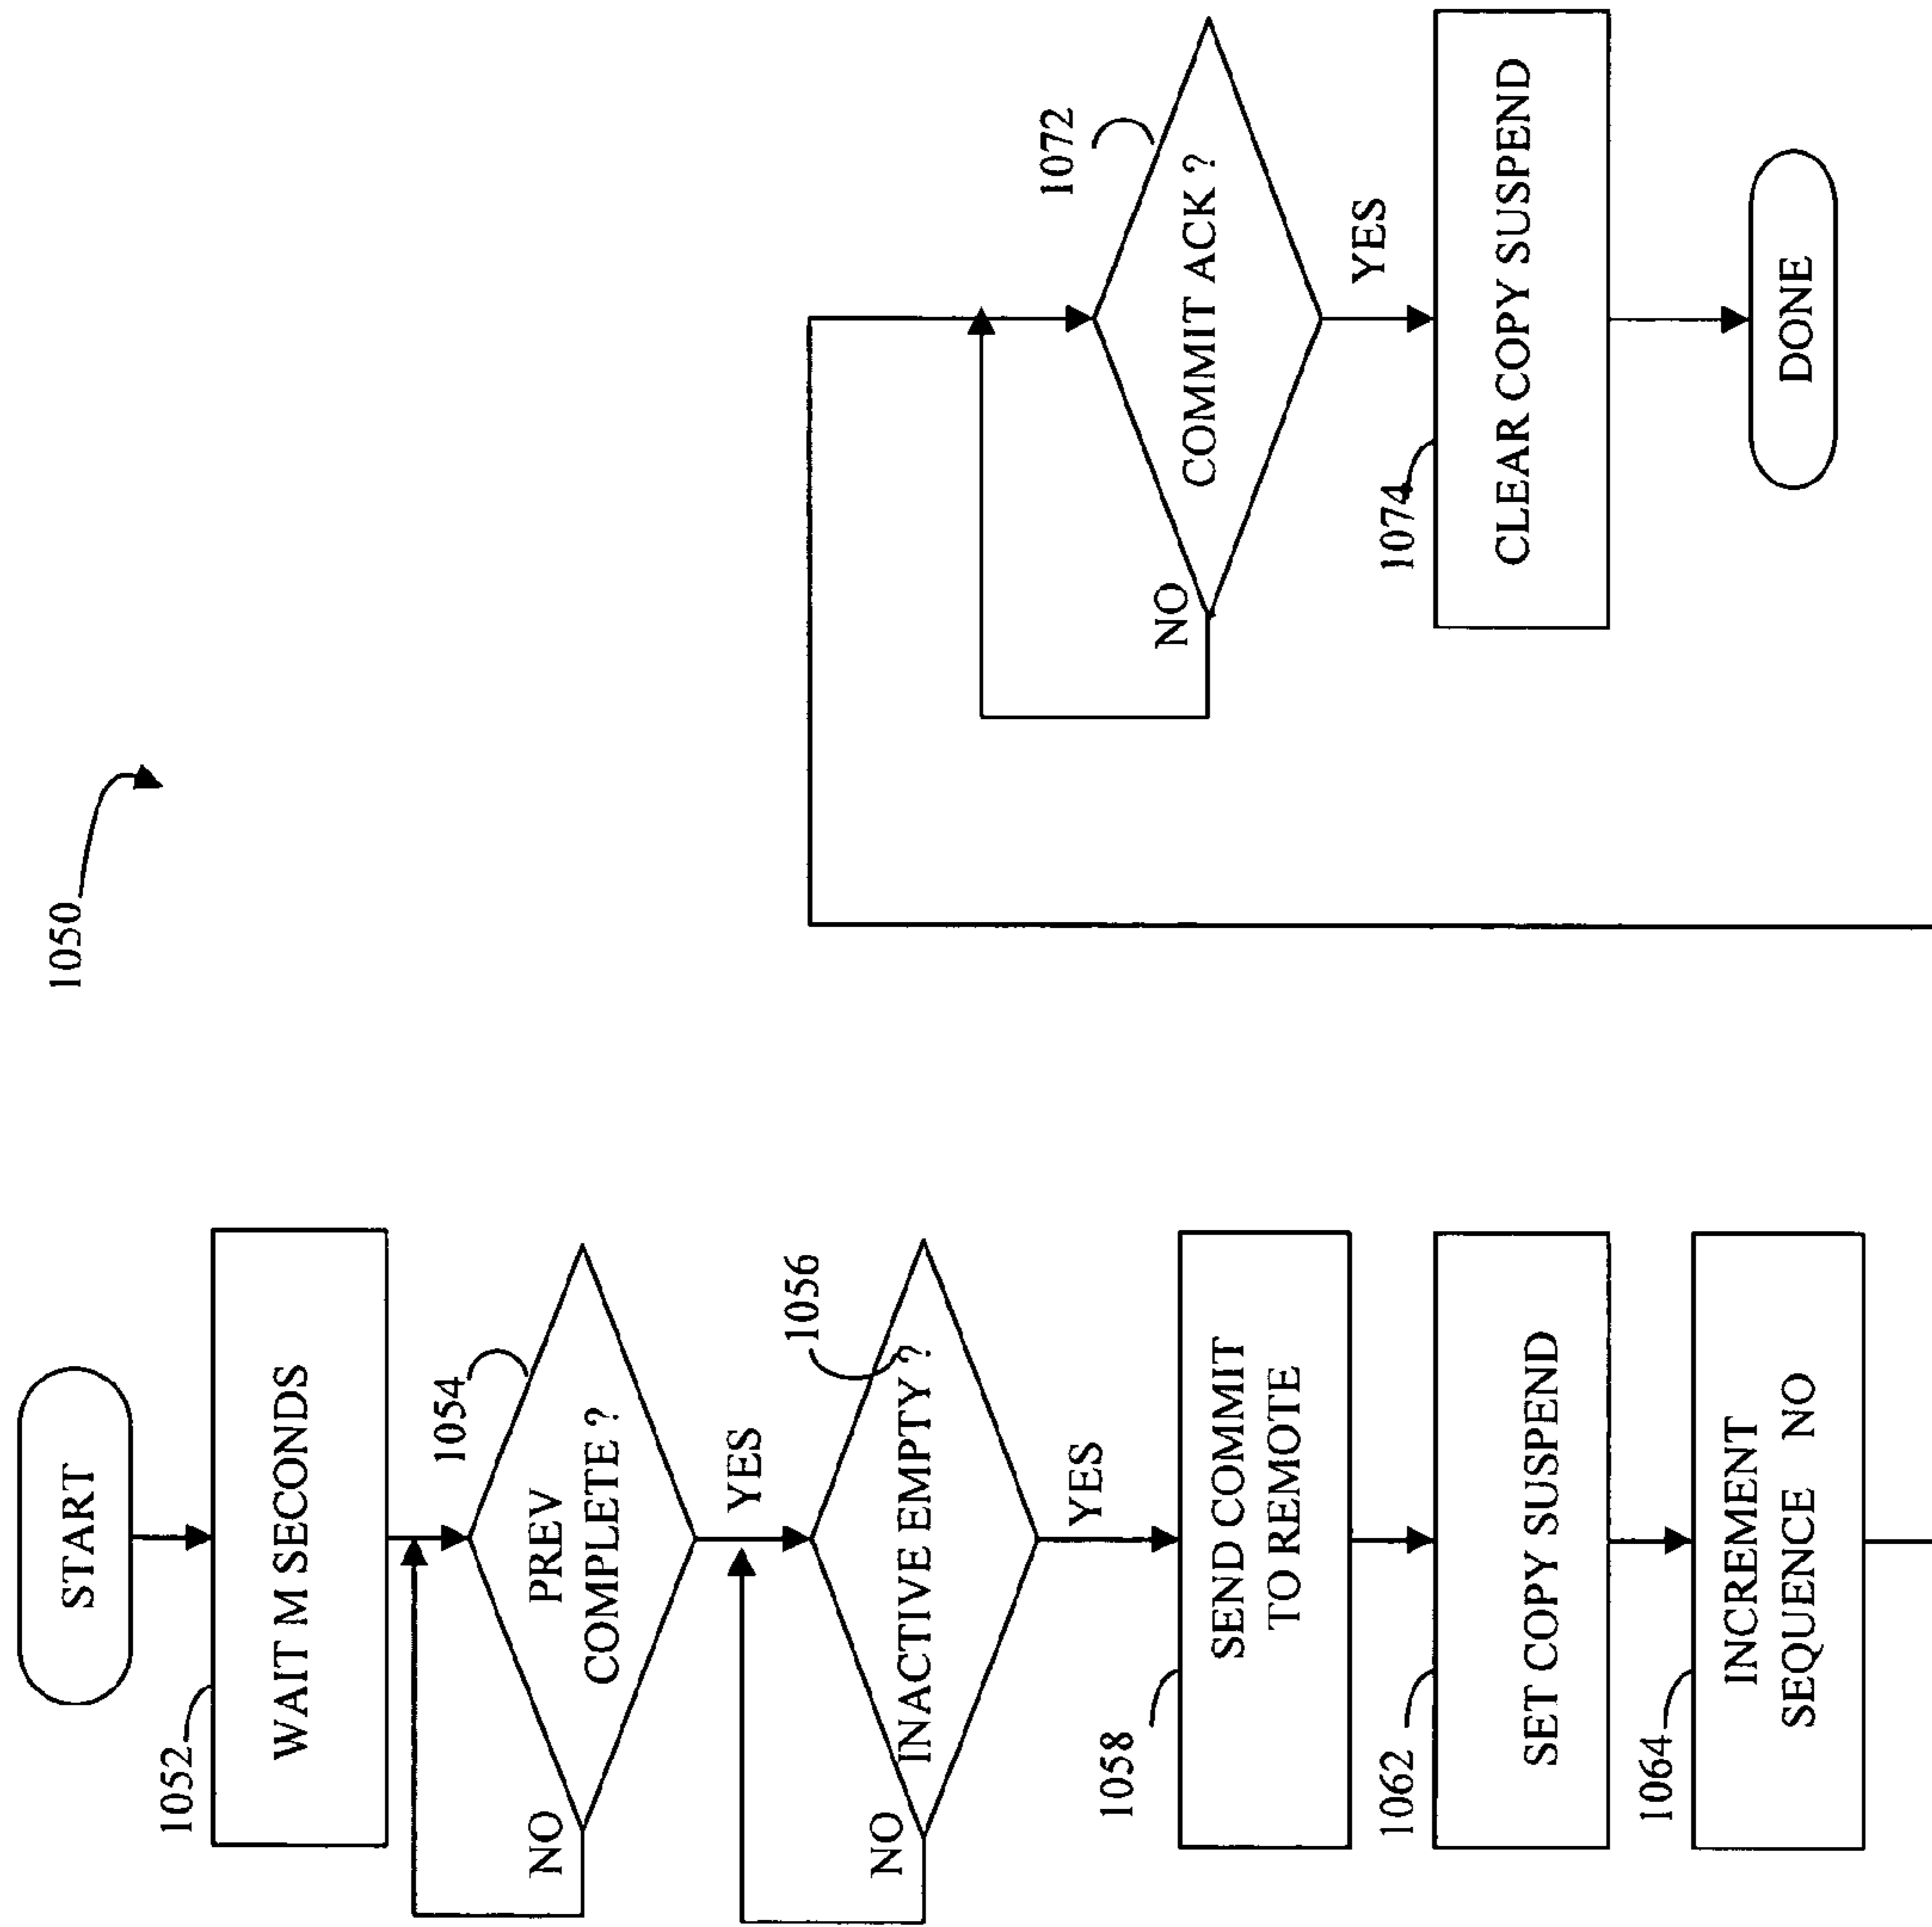 1050
START
1052
WAIT M SECONDS
1054
PREV
COMPLETE ?
NO
YES
1056
INACTIVE EMPTY ?
NO
YES
1058
SEND COMMIT
TO REMOTE
1062
SET COPY SUSPEND
1064
INCREMENT
SEQUENCE NO
1072
COMMIT ACK ?
NO
YES
1074
CLEAR COPY SUSPEND
DONE